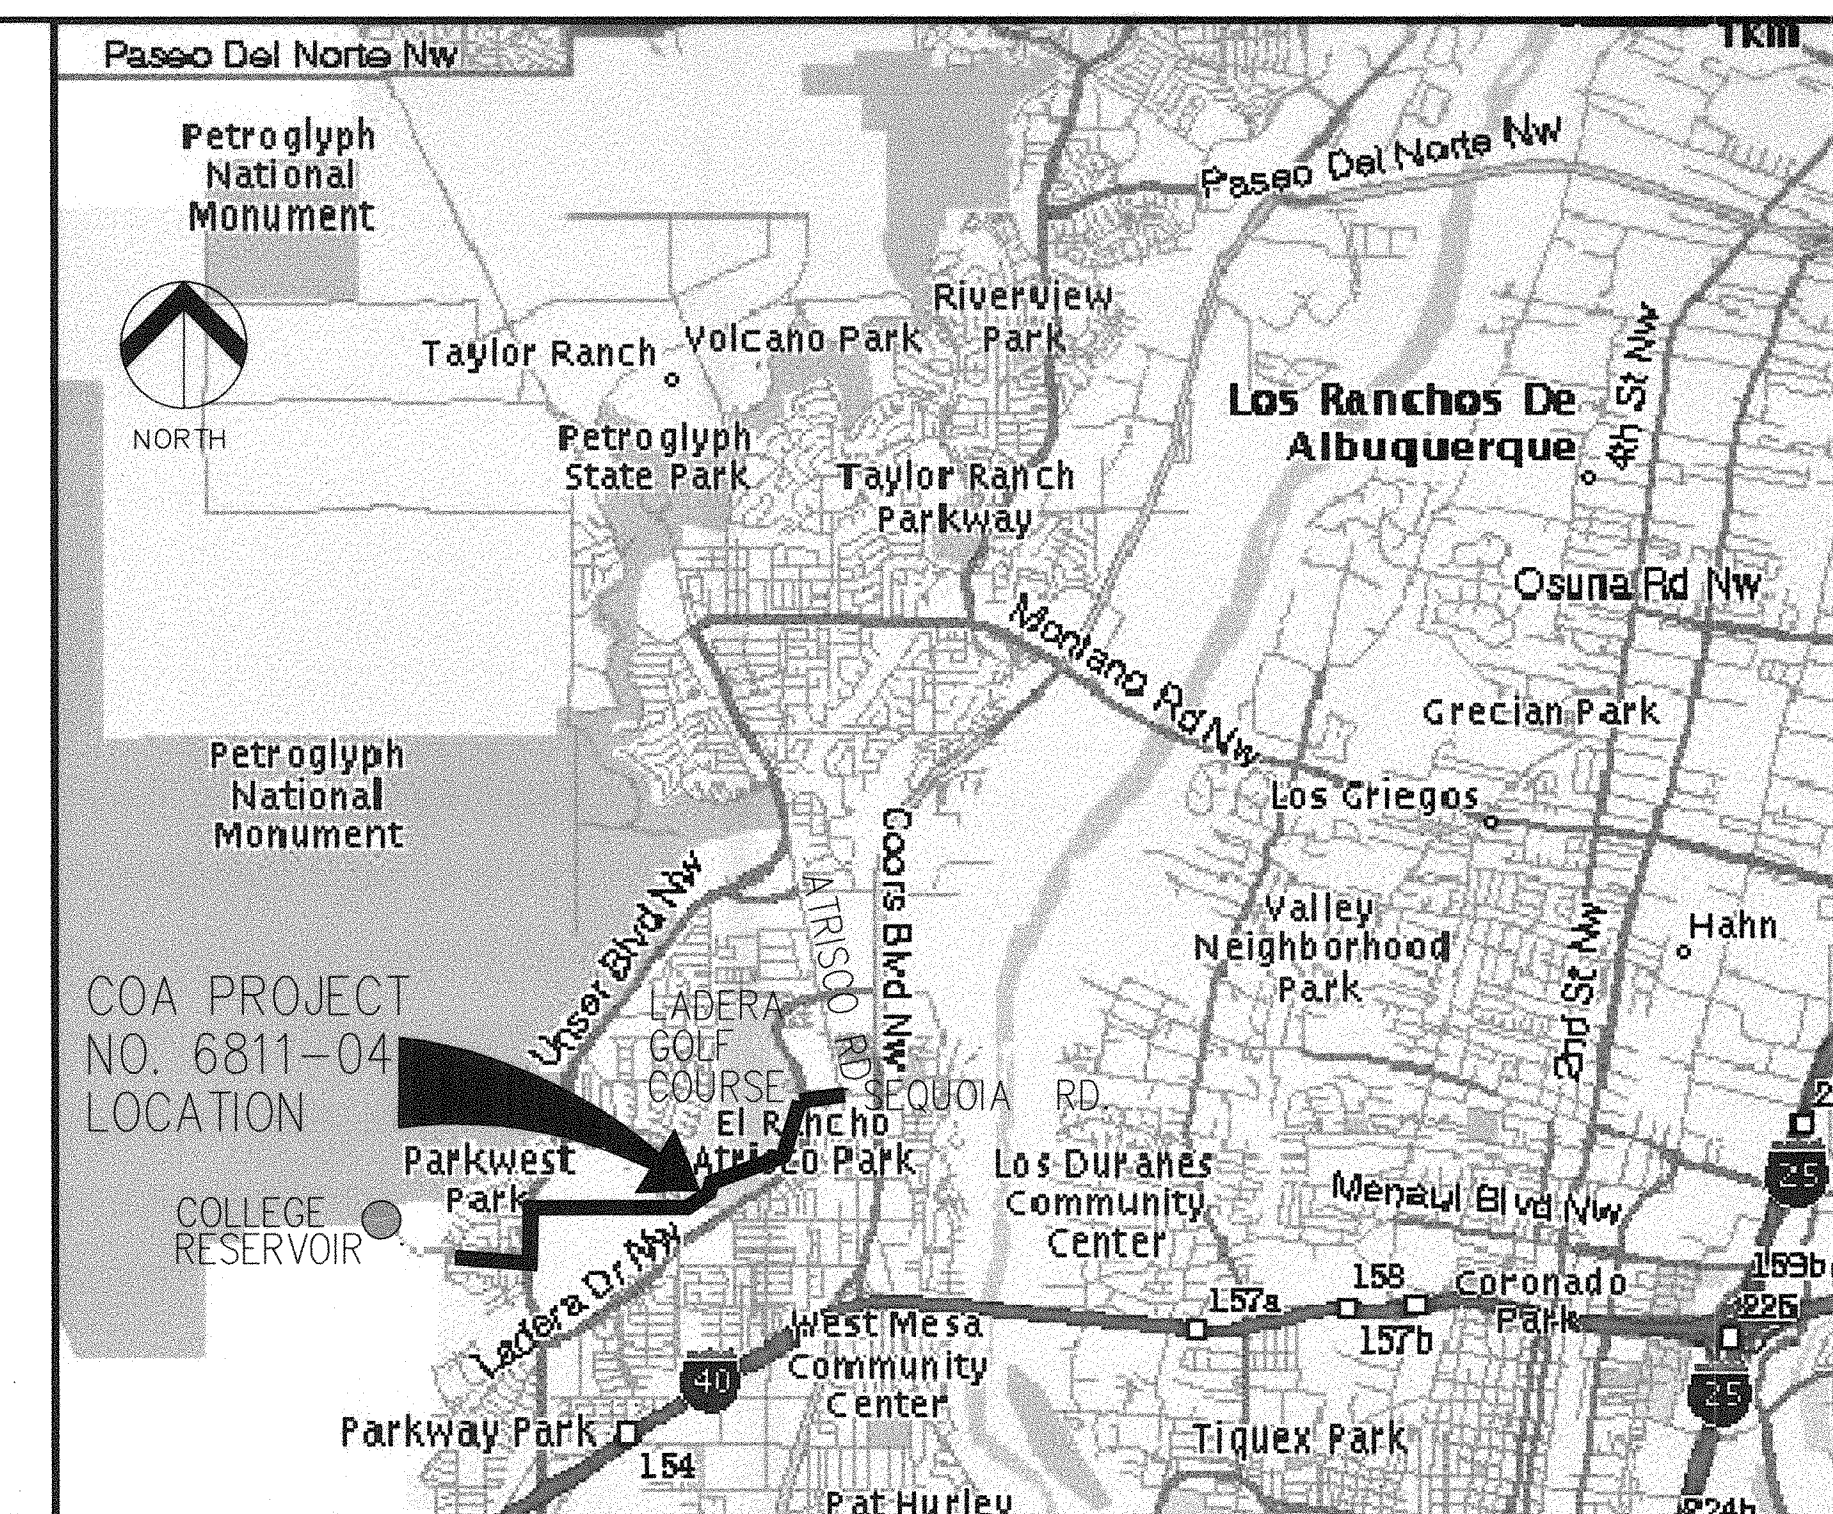 1km
Paseo Del Norte Nw
Petroglyph
National
Monument
Paseo Del Norte Nw
NORTH
Taylor Ranch
Volcano Park
Riverview
Park
Los Ranchos De
Albuquerque
4th St Nw
Petroglyph
State Park
Taylor Ranch
Parkway
Osuna Rd Nw
Montano Rd Nw
Grecian Park
Petroglyph
National
Monument
Los Griegos
Coors Blvd Nw
Unser Blvd Nw
ATRISCO RD
Valley
Neighborhood
Park
Hahn
2nd St Nw
COA PROJECT
NO. 6811-04
LOCATION
LADERA
GOLF
COURSE
SEQUOIA RD.
El Rancho
Atrisco Park
Parkwest
Park
Los Duranes
Community
Center
Menaul Blvd Nw
25
COLLEGE
RESERVOIR
Ladera Dr Nw
159b
157a
158
157b
Coronado
Park
West Mesa
Community
Center
40
25
Parkway Park
154
Tiquex Park
Pat Hurley